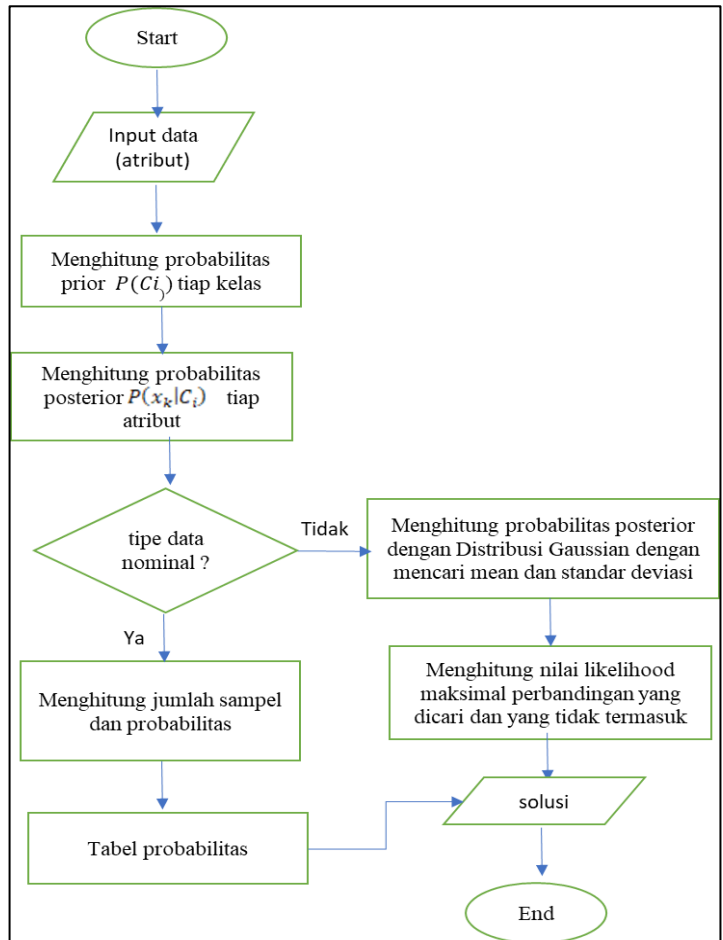 Start
Input data
(atribut)
Menghitung probabilitas
prior P(Ci) tiap kelas
Menghitung probabilitas
posterior P(xₖ|Cᵢ) tiap
atribut
tipe data
nominal ?
Tidak
Menghitung probabilitas posterior
dengan Distribusi Gaussian dengan
mencari mean dan standar deviasi
Ya
Menghitung jumlah sampel
dan probabilitas
Menghitung nilai likelihood
maksimal perbandingan yang
dicari dan yang tidak termasuk
Tabel probabilitas
solusi
End